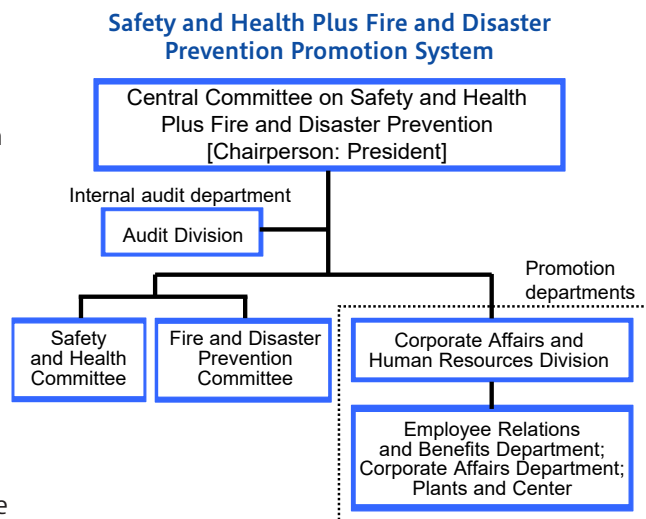 Safety and Health Plus Fire and Disaster
Prevention Promotion System
Central Committee on Safety and Health
Plus Fire and Disaster Prevention
[Chairperson: President]
Internal audit department
Audit Division
Promotion
departments
Safety
and Health
Committee
Fire and Disaster
Prevention
Committee
Corporate Affairs and
Human Resources Division
Employee Relations
and Benefits Department;
Corporate Affairs Department;
Plants and Center